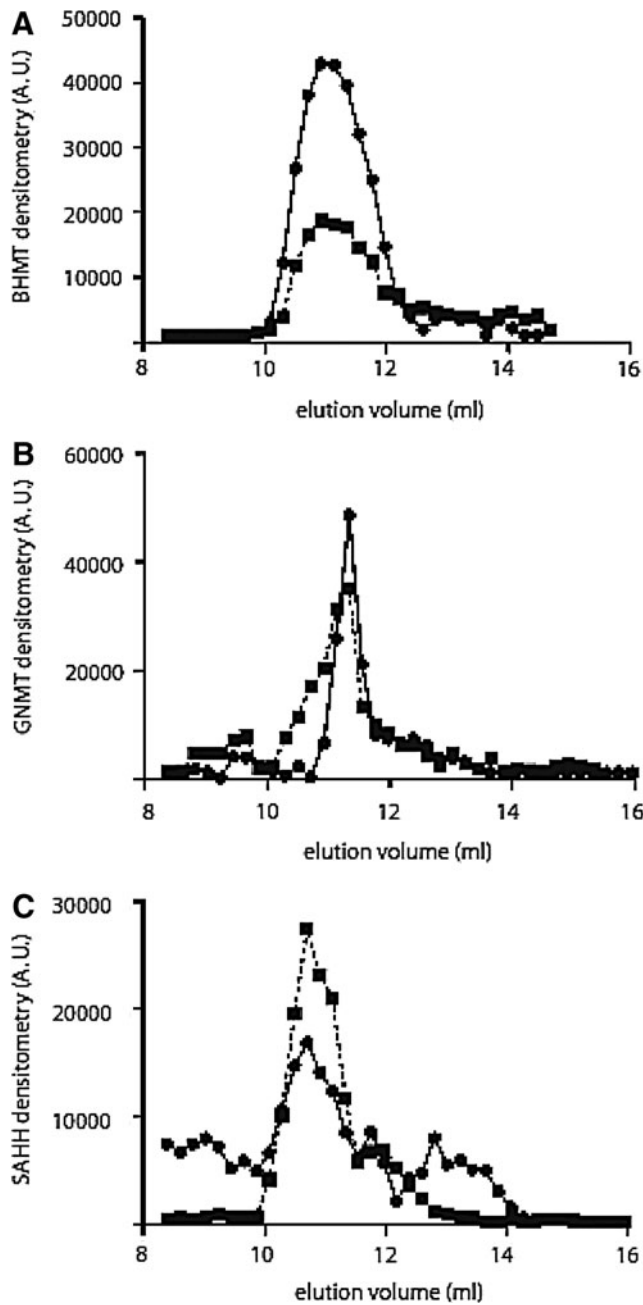 A
BHMT densitometry (A.U.)
50000
40000
30000
20000
10000
8 10 12 14 16
elution volume (ml)
B
GNMT densitometry (A.U.)
60000
40000
20000
8 10 12 14 16
elution volume (ml)
C
SAHH densitometry (A.U.)
30000
20000
10000
8 10 12 14 16
elution volume (ml)